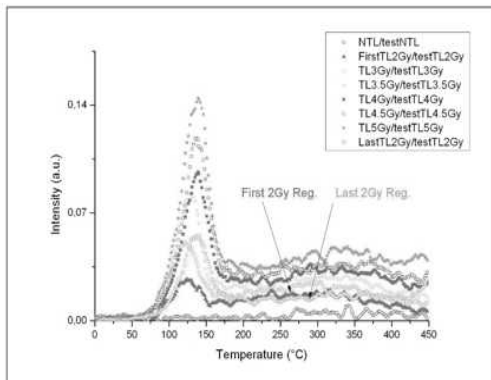 NTL/testNTL
FirstTL2Gy/testTL2Gy
TL3Gy/testTL3Gy
TL3.5Gy/testTL3.5Gy
TL4Gy/testTL4Gy
TL4.5Gy/testTL4.5Gy
TL5Gy/testTL5Gy
LastTL2Gy/testTL2Gy
0,14
First 2Gy Reg. Last 2Gy Reg.
0,07
0,00
Intensity (a.u.)
0 50 100 150 200 250 300 350 400 450
Temperature (°C)